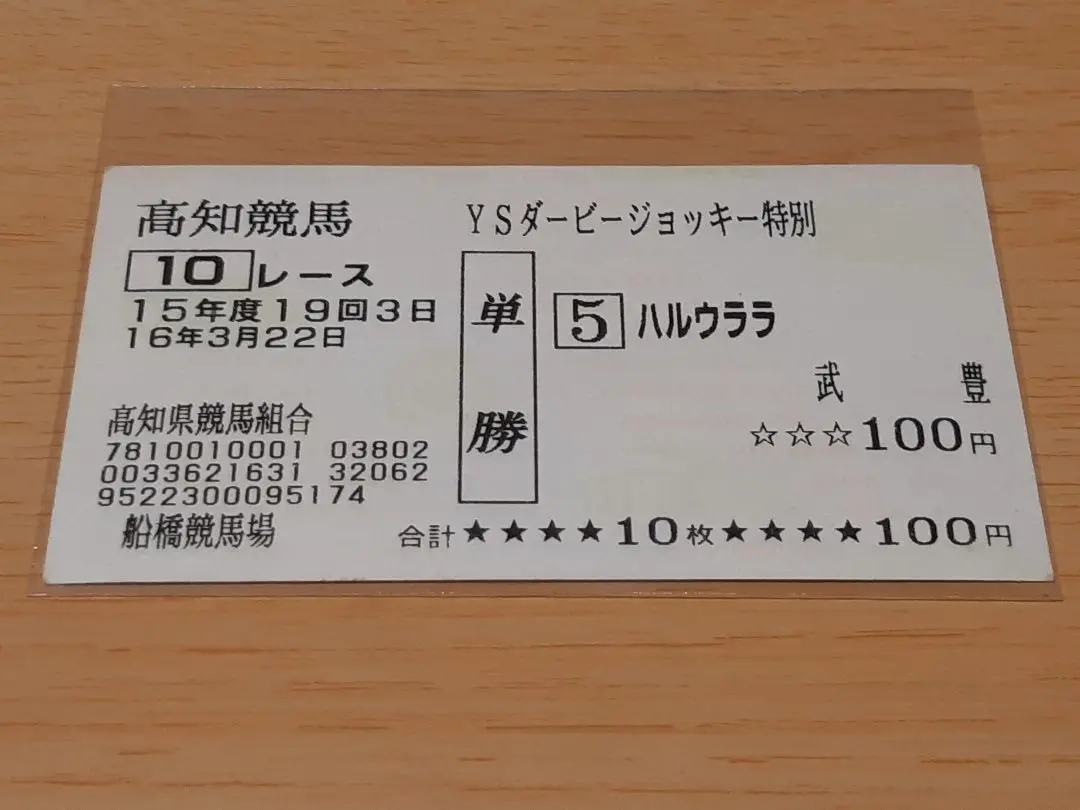 高知競馬
10レース
15年度19回3日
16年3月22日
高知県競馬組合
7810010001 03802
0033621631 32062
9522300095174
船橋競馬場
YSダービージョッキー特別
単勝
5 ハルウララ
武 豊
☆☆☆100円
合計★★★★10枚★★★★100円